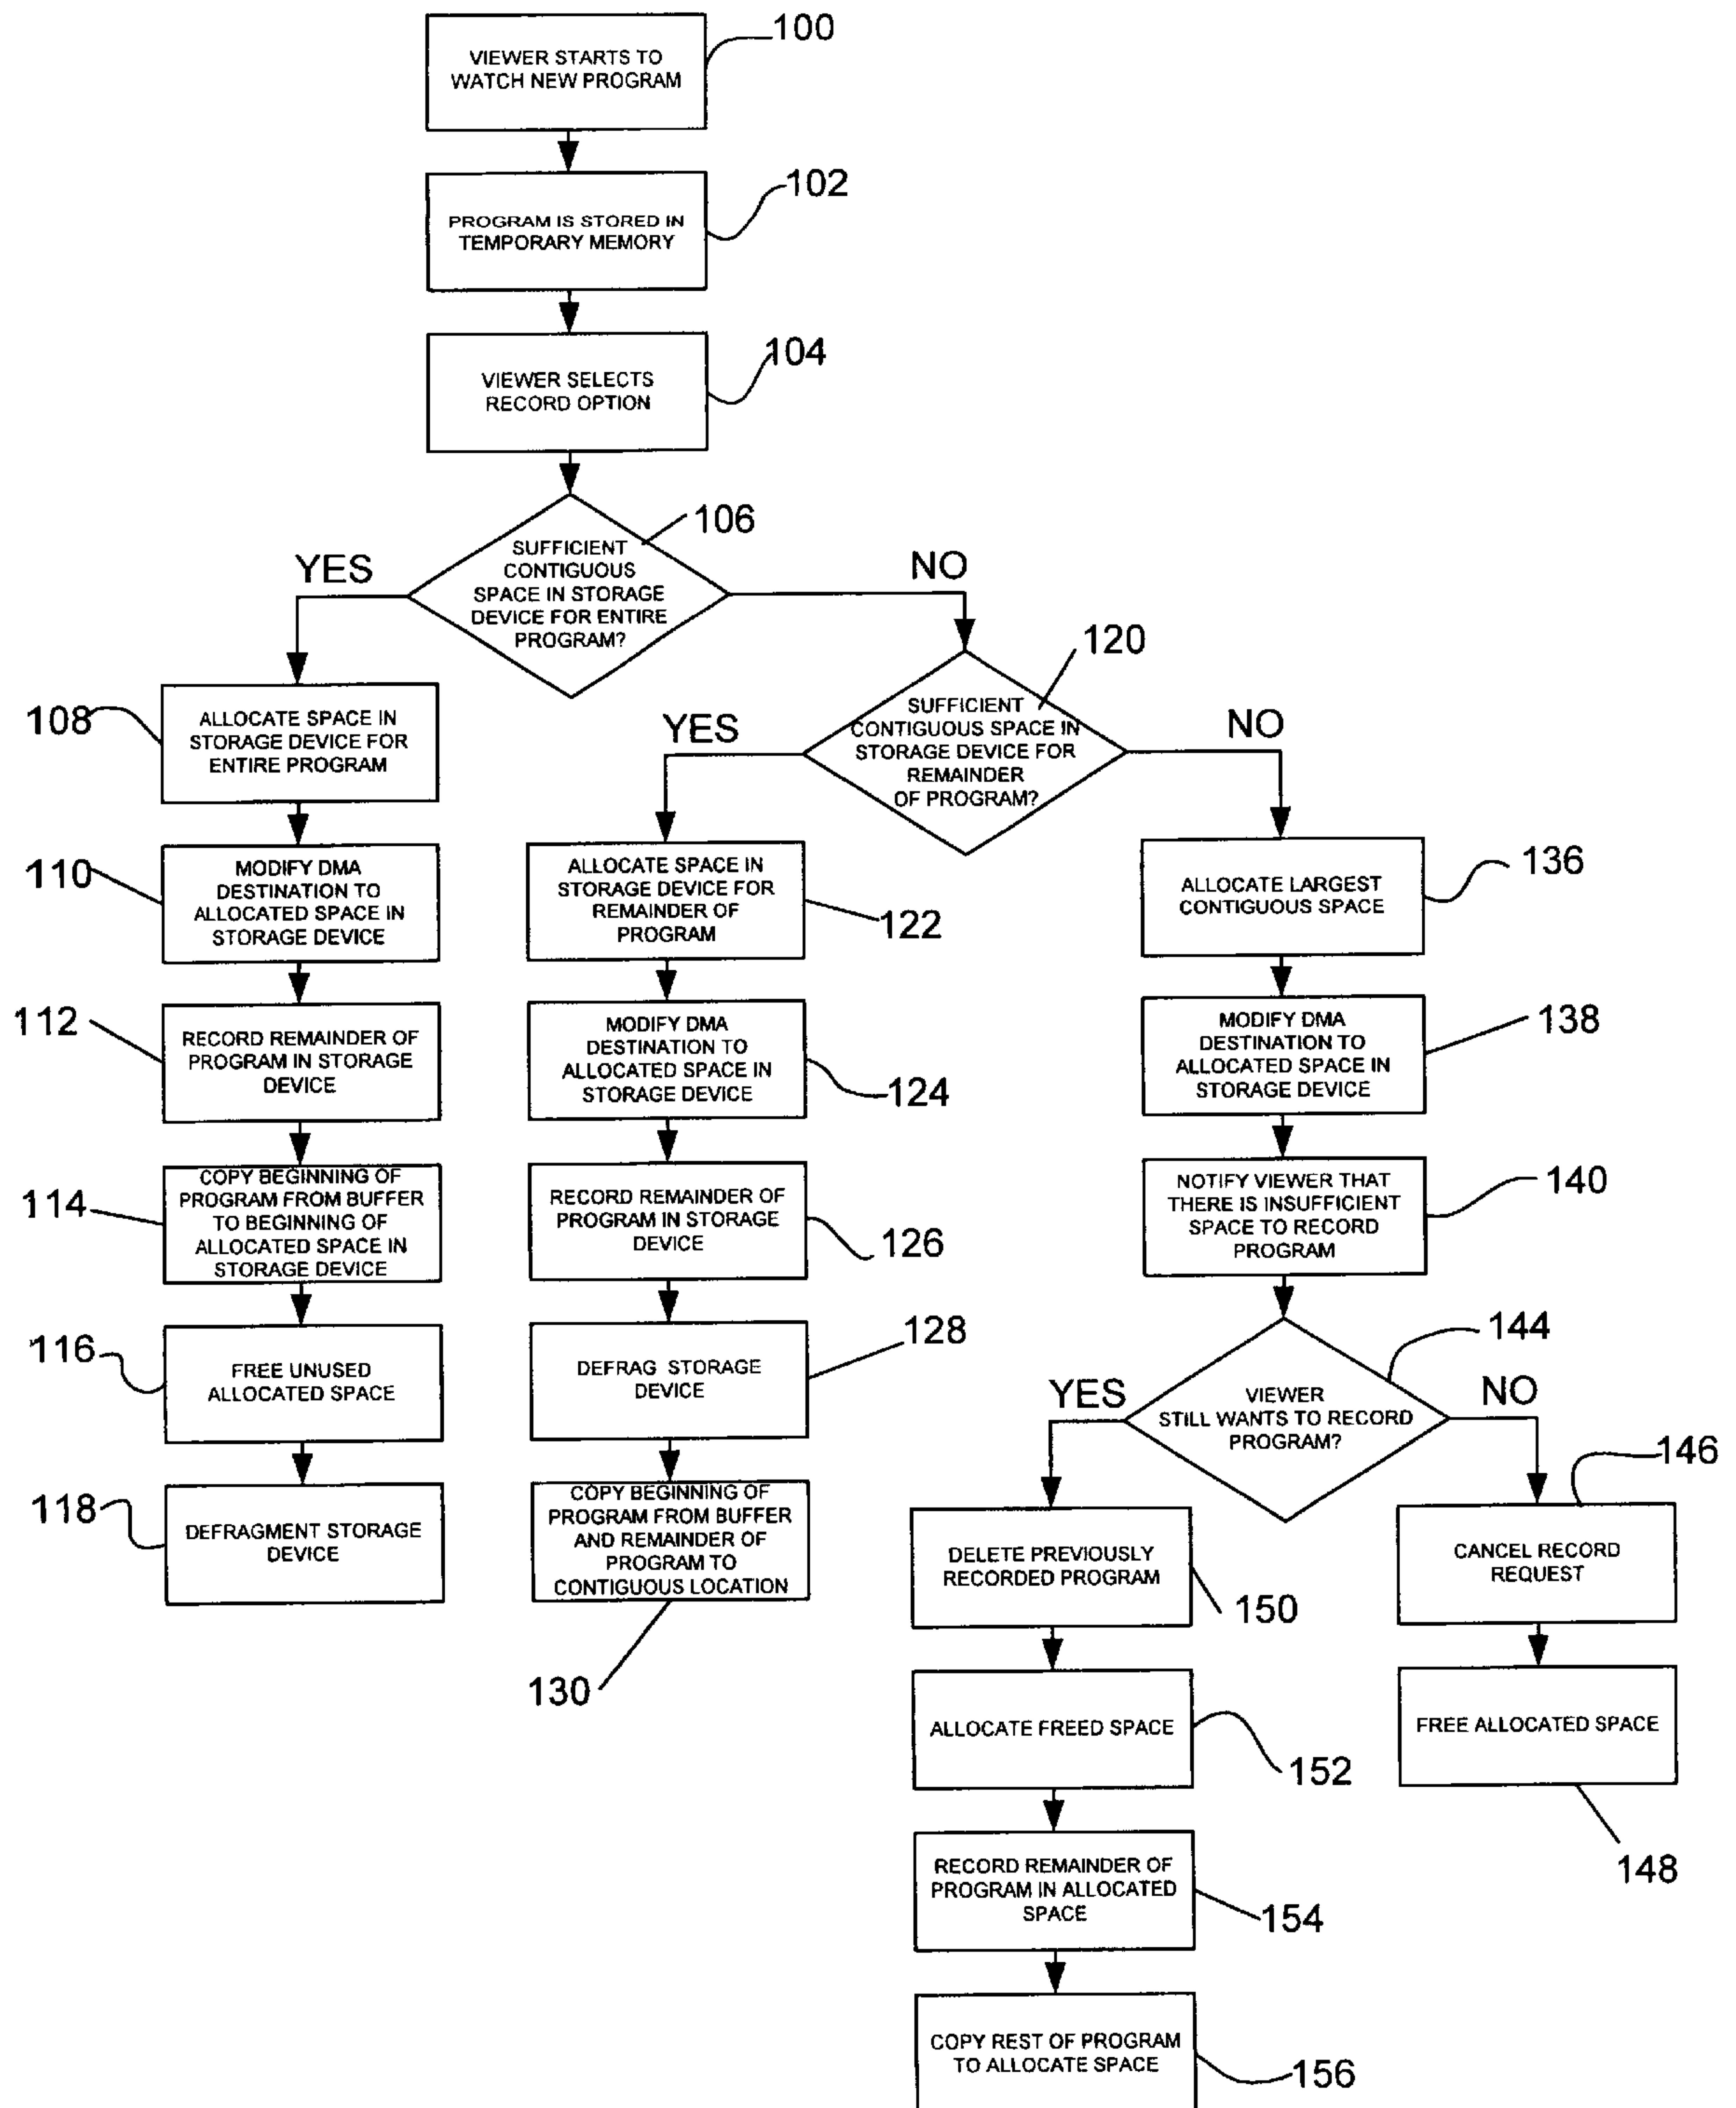 100
VIEWER STARTS TO
WATCH NEW PROGRAM
102
PROGRAM IS STORED IN
TEMPORARY MEMORY
104
VIEWER SELECTS
RECORD OPTION
106
SUFFICIENT
CONTIGUOUS
SPACE IN STORAGE
DEVICE FOR ENTIRE
PROGRAM?
YES
NO
108
ALLOCATE SPACE IN
STORAGE DEVICE FOR
ENTIRE PROGRAM
110
MODIFY DMA
DESTINATION TO
ALLOCATED SPACE IN
STORAGE DEVICE
112
RECORD REMAINDER OF
PROGRAM IN STORAGE
DEVICE
114
COPY BEGINNING OF
PROGRAM FROM BUFFER
TO BEGINNING OF
ALLOCATED SPACE IN
STORAGE DEVICE
116
FREE UNUSED
ALLOCATED SPACE
118
DEFRAGMENT STORAGE
DEVICE
120
SUFFICIENT
CONTIGUOUS SPACE IN
STORAGE DEVICE FOR
REMAINDER
OF PROGRAM?
YES
NO
ALLOCATE SPACE IN
STORAGE DEVICE FOR
REMAINDER OF
PROGRAM
122
MODIFY DMA
DESTINATION TO
ALLOCATED SPACE IN
STORAGE DEVICE
124
RECORD REMAINDER OF
PROGRAM IN STORAGE
DEVICE
126
128
DEFRAG STORAGE
DEVICE
COPY BEGINNING OF
PROGRAM FROM BUFFER
AND REMAINDER OF
PROGRAM TO
CONTIGUOUS LOCATION
130
136
ALLOCATE LARGEST
CONTIGUOUS SPACE
138
MODIFY DMA
DESTINATION TO
ALLOCATED SPACE IN
STORAGE DEVICE
140
NOTIFY VIEWER THAT
THERE IS INSUFFICIENT
SPACE TO RECORD
PROGRAM
144
VIEWER
STILL WANTS TO RECORD
PROGRAM?
YES
NO
146
CANCEL RECORD
REQUEST
FREE ALLOCATED SPACE
148
DELETE PREVIOUSLY
RECORDED PROGRAM
150
ALLOCATE FREED SPACE
152
RECORD REMAINDER OF
PROGRAM IN ALLOCATED
SPACE
154
COPY REST OF PROGRAM
TO ALLOCATE SPACE
156